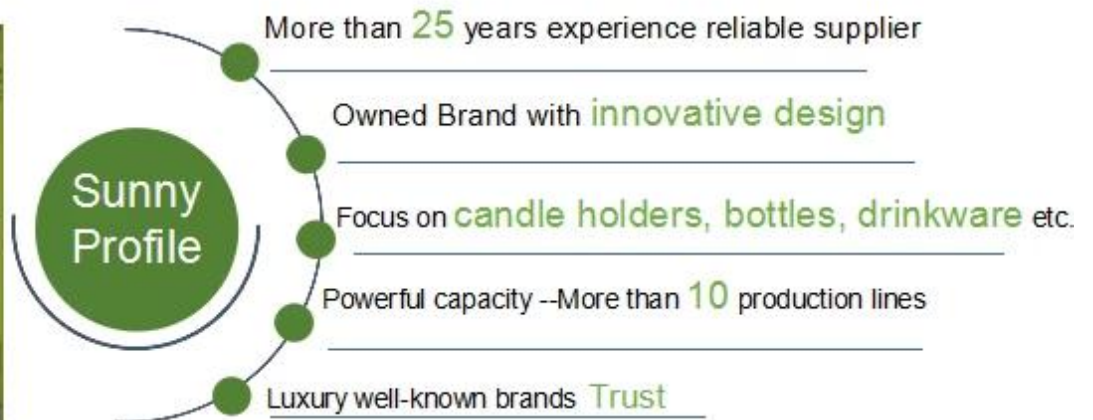 More than 25 years experience reliable supplier
Owned Brand with innovative design
Sunny
Profile
Focus on candle holders, bottles, drinkware etc.
Powerful capacity --More than 10 production lines
Luxury well-known brands Trust